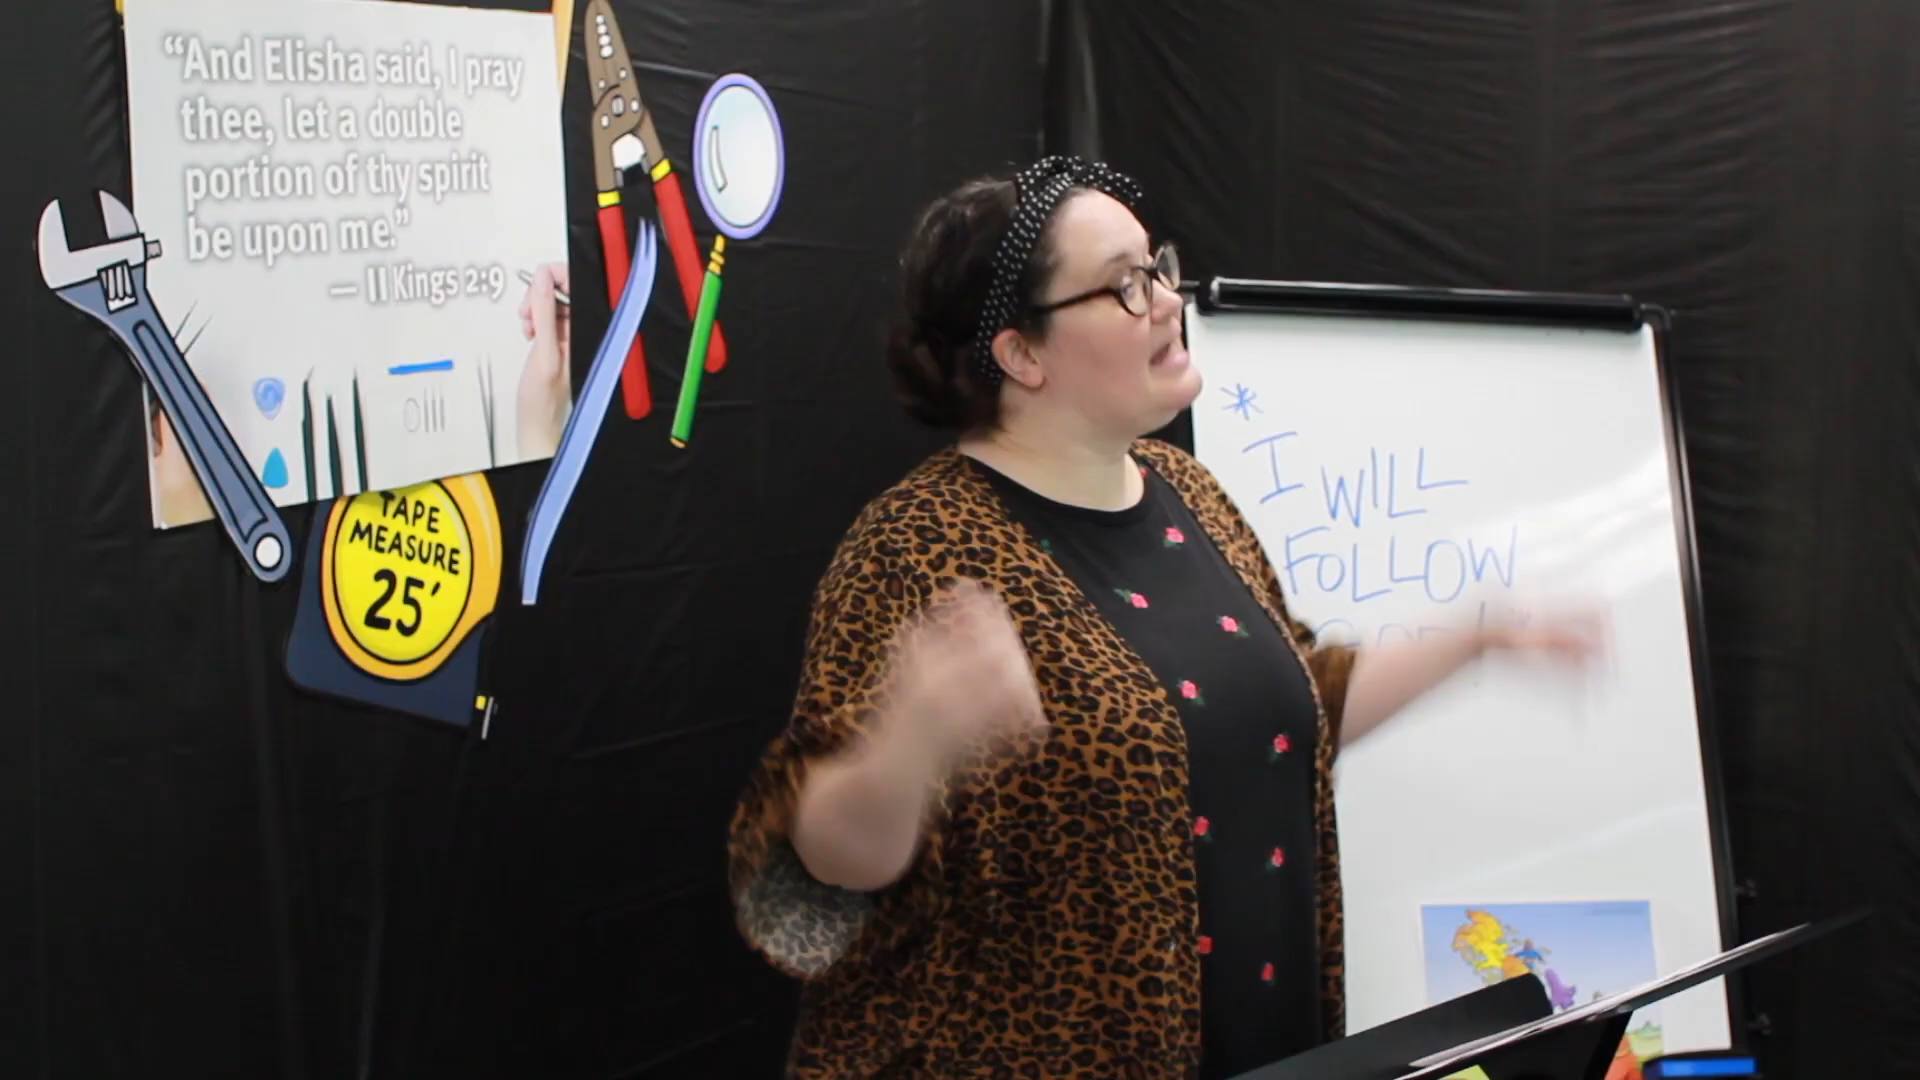 “And Elisha said, I pray
thee, let a double
portion of thy spirit
be upon me.”
— II Kings 2:9
TAPE
MEASURE
25′
*
I WILL
FOLLOW